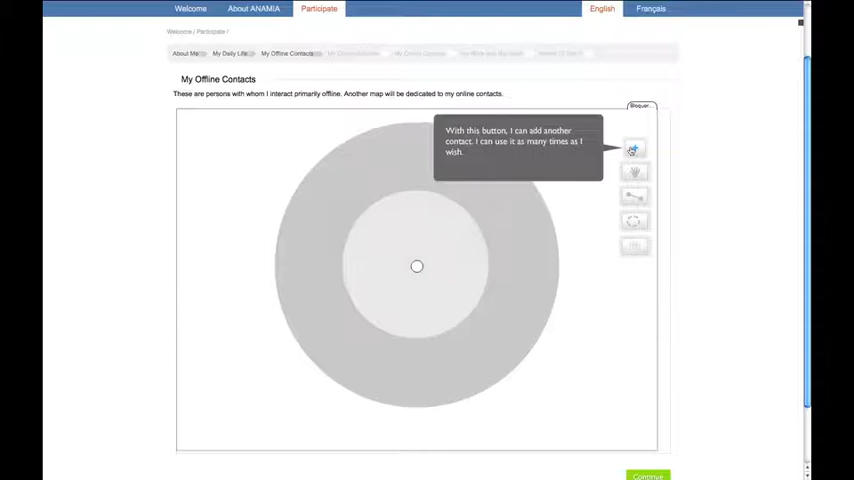 Welcome About ANAMIA Participate English Français
Welcome / Participate /
About Me My Daily Life My Offline Contacts
My Offline Contacts
These are persons with whom I interact primarily offline. Another map will be dedicated to my online contacts.
Bloquer...
With this button, I can add another
contact. I can use it as many times as I
wish.
Continue